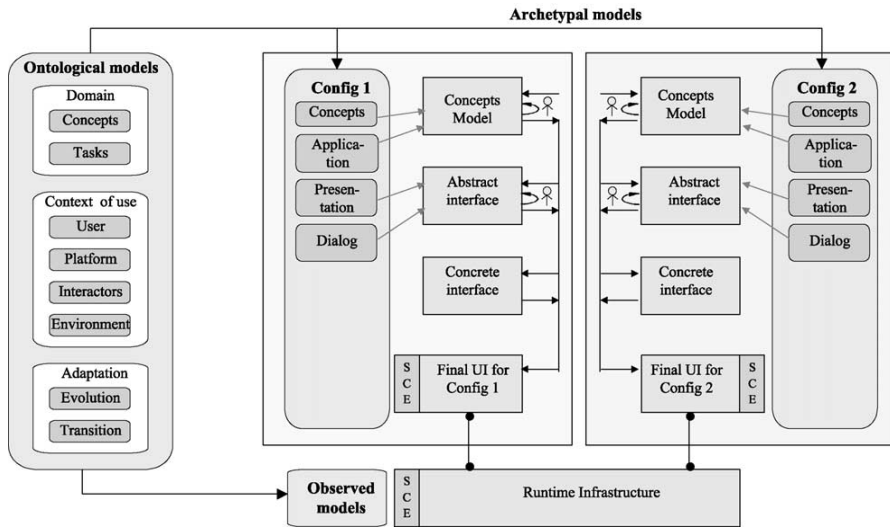 Archetypal models
Ontological models
Domain
Concepts
Tasks
Context of use
User
Platform
Interactors
Environment
Adaptation
Evolution
Transition
Config 1
Concepts
Applica-
tion
Presen-
tation
Dialog
Concepts
Model
Abstract
interface
Concrete
interface
S
C
E
Final UI for
Config 1
Concepts
Model
Abstract
interface
Concrete
interface
Final UI for
Config 2
S
C
E
Config 2
Concepts
Applica-
tion
Presen-
tation
Dialog
Observed
models
S
C
E
Runtime Infrastructure